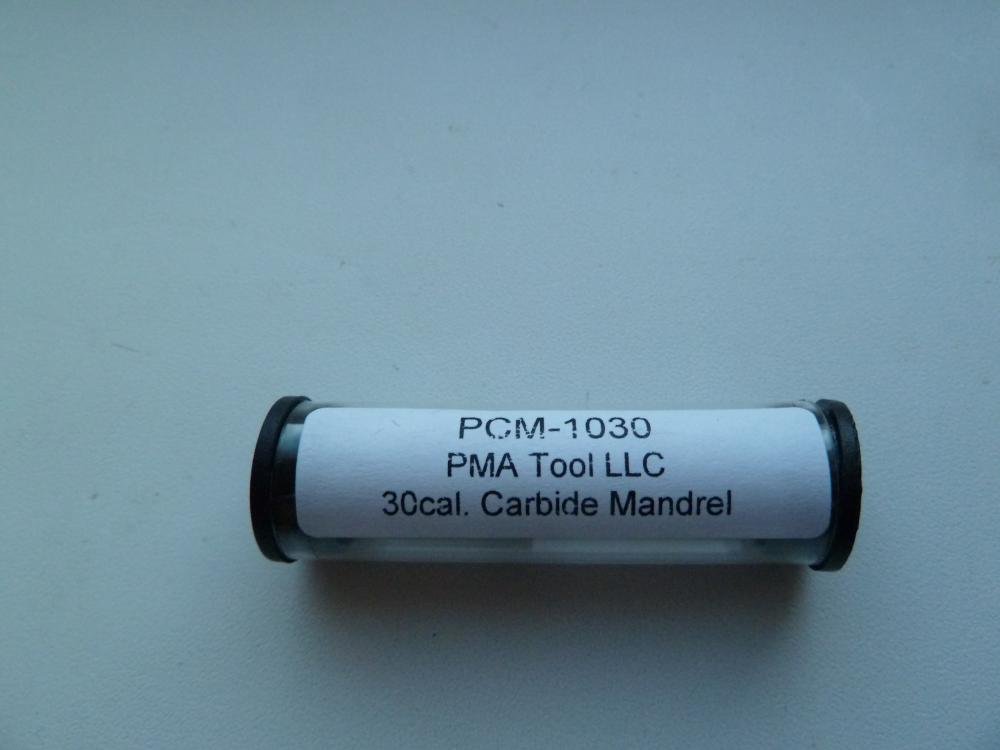 PCM-1030
PMA Tool LLC
30cal. Carbide Mandrel